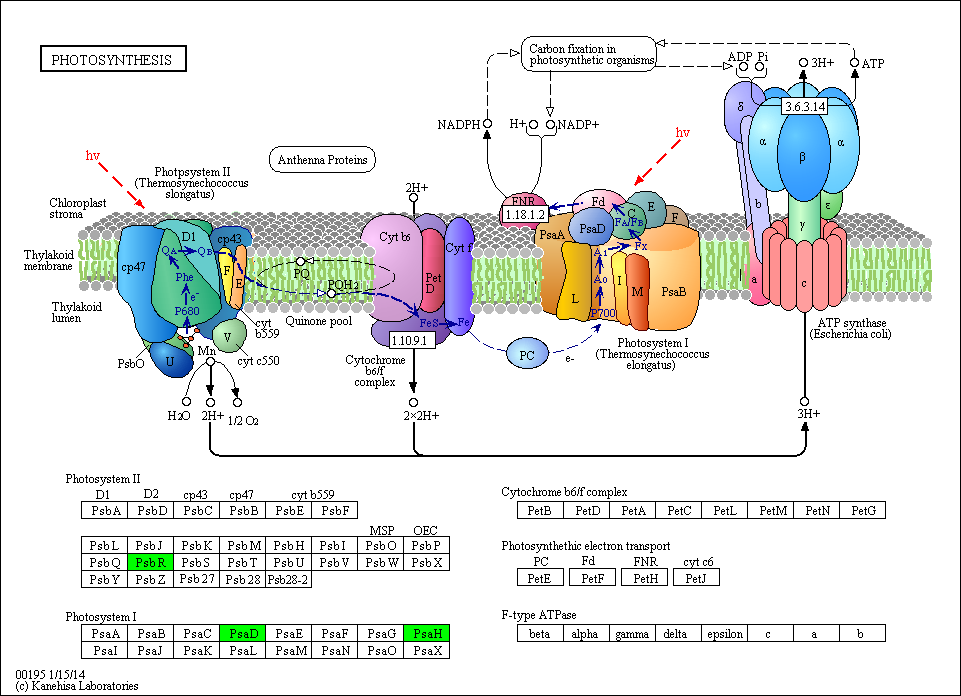 PHOTOSYNTHESIS
Carbon fixation in
photosynthetic organisms
ADP Pi
3H+
ATP
3.6.3.14
NADPH
H+
NADP+
hν
hν
Anthenna Proteins
Photpsystem II
(Thermosynechococcus
elongatus)
2H+
Chloroplast
stroma
FNR
1.18.1.2
Fd
FA/FB
C
E
F
PsaA
PsaD
Fx
δ
α
β
α
b
ε
γ
a
c
D1
cp43
QA
QB
cp47
F
E
Phe
e-
P680
Thylakoid
membrane
Thylakoid
lumen
PQ
PQH2
Quinone pool
Cyt b6
Pet
D
Cyt f
FeS
Fe
1.10.9.1
A1
A0
P700
L
I
M
PsaB
cyt
b559
V
cyt c550
PsbO
U
Mn
Cytochrome
b6/f
complex
PC
e-
Photosystem I
(Thermosynechococcus
elongatus)
ATP synthase
(Escherichia coli)
H2O
2H+
1/2 O2
2×2H+
3H+
Photosystem II
D1 D2 cp43 cp47 cyt b559
PsbA PsbD PsbC PsbB PsbE PsbF
MSP OEC
PsbL PsbJ PsbK PsbM PsbH PsbI PsbO PsbP
PsbQ PsbR PsbS PsbT PsbU PsbV PsbW PsbX
PsbY PsbZ Psb27 Psb28 Psb28-2
Photosystem I
PsaA PsaB PsaC PsaD PsaE PsaF PsaG PsaH
PsaI PsaJ PsaK PsaL PsaM PsaN PsaO PsaX
Cytochrome b6/f complex
PetB PetD PetA PetC PetL PetM PetN PetG
Photosynthethic electron transport
PC Fd FNR cyt c6
PetE PetF PetH PetJ
F-type ATPase
beta alpha gamma delta epsilon c a b
00195 1/15/14
(c) Kanehisa Laboratories